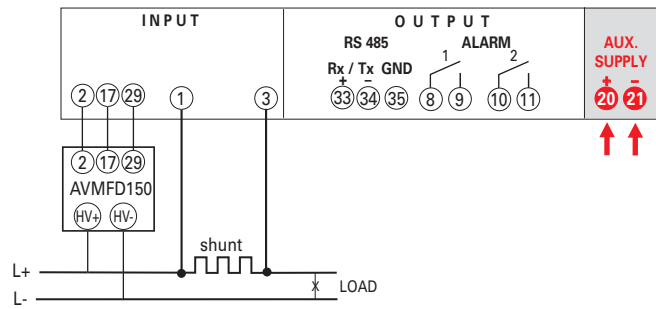 INPUT
OUTPUT
RS 485
ALARM
AUX.
SUPPLY
1
2
Rx / Tx GND
+
–
+
–
2
17
29
1
3
33
34
35
8
9
10
11
20
21
2
17
29
AVMFD150
HV+
HV-
shunt
L+
X
LOAD
L-